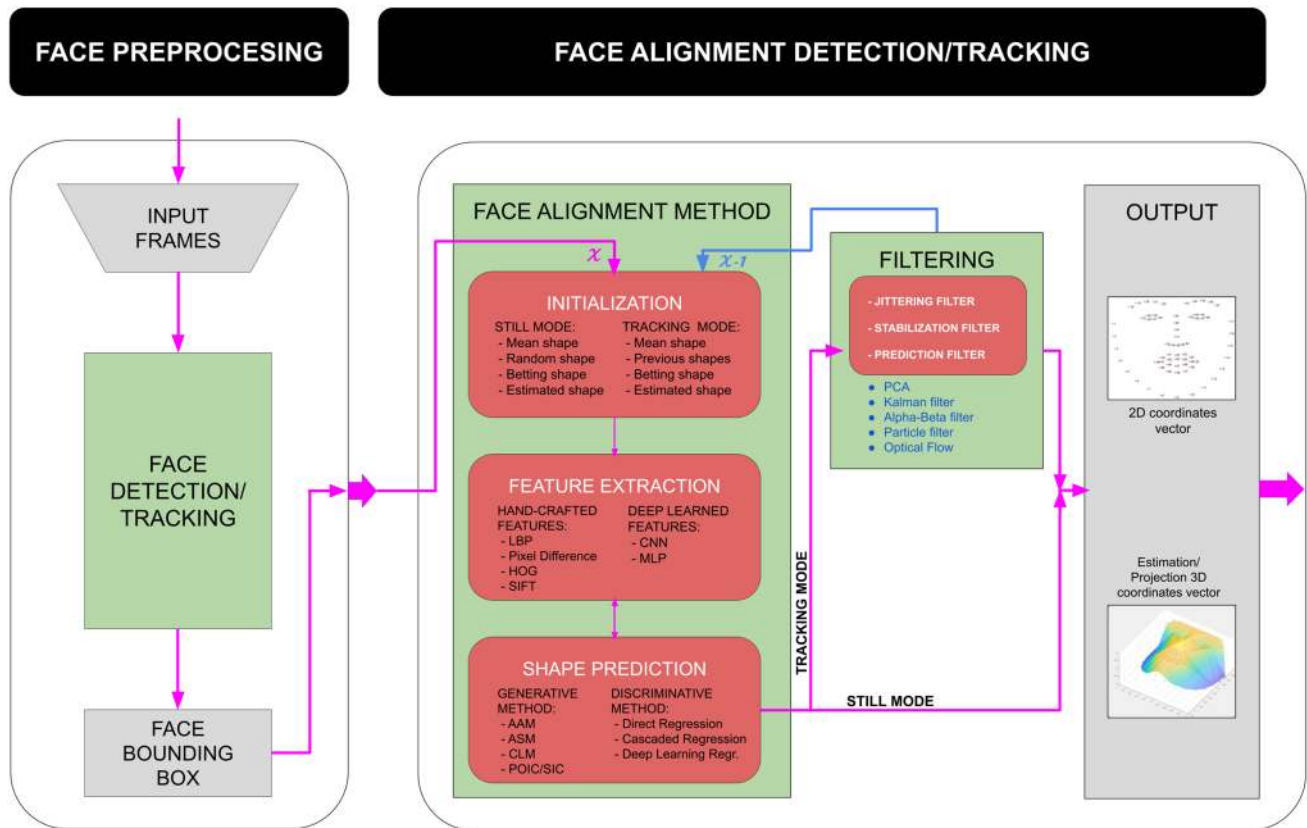 FACE PREPROCESING
FACE ALIGNMENT DETECTION/TRACKING
INPUT
FRAMES
FACE
DETECTION/
TRACKING
FACE
BOUNDING
BOX
FACE ALIGNMENT METHOD
x
x-1
INITIALIZATION
STILL MODE:
- Mean shape
- Random shape
- Betting shape
- Estimated shape
TRACKING MODE:
- Mean shape
- Previous shapes
- Betting shape
- Estimated shape
FEATURE EXTRACTION
HAND-CRAFTED
FEATURES:
- LBP
- Pixel Difference
- HOG
- SIFT
DEEP LEARNED
FEATURES:
- CNN
- MLP
SHAPE PREDICTION
GENERATIVE
METHOD:
- AAM
- ASM
- CLM
- POIC/SIC
DISCRIMINATIVE
METHOD:
- Direct Regression
- Cascaded Regression
- Deep Learning Regr.
TRACKING MODE
STILL MODE
FILTERING
- JITTERING FILTER
- STABILIZATION FILTER
- PREDICTION FILTER
● PCA
● Kalman filter
● Alpha-Beta filter
● Particle filter
● Optical Flow
OUTPUT
2D coordinates
vector
Estimation/
Projection 3D
coordinates vector